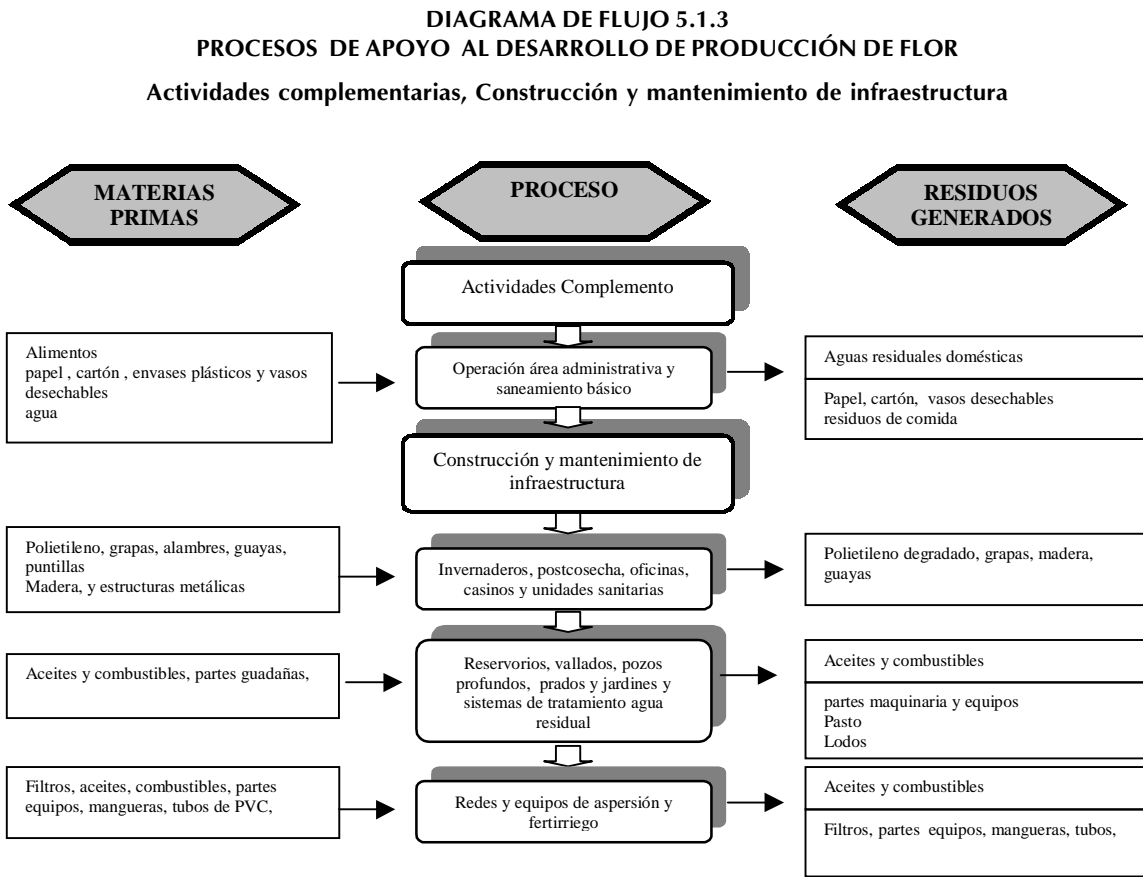 DIAGRAMA DE FLUJO 5.1.3
PROCESOS DE APOYO AL DESARROLLO DE PRODUCCIÓN DE FLOR
Actividades complementarias, Construcción y mantenimiento de infraestructura
MATERIAS
PRIMAS
PROCESO
RESIDUOS
GENERADOS
Actividades Complemento
Alimentos
papel , cartón , envases plásticos y vasos
desechables
agua
Operación área administrativa y
saneamiento básico
Aguas residuales domésticas
Papel, cartón, vasos desechables
residuos de comida
Construcción y mantenimiento de
infraestructura
Polietileno, grapas, alambres, guayas,
puntillas
Madera, y estructuras metálicas
Invernaderos, postcosecha, oficinas,
casinos y unidades sanitarias
Polietileno degradado, grapas, madera,
guayas
Aceites y combustibles, partes guadañas,
Reservorios, vallados, pozos
profundos, prados y jardines y
sistemas de tratamiento agua
residual
Aceites y combustibles
partes maquinaria y equipos
Pasto
Lodos
Filtros, aceites, combustibles, partes
equipos, mangueras, tubos de PVC,
Redes y equipos de aspersión y
fertirriego
Aceites y combustibles
Filtros, partes equipos, mangueras, tubos,